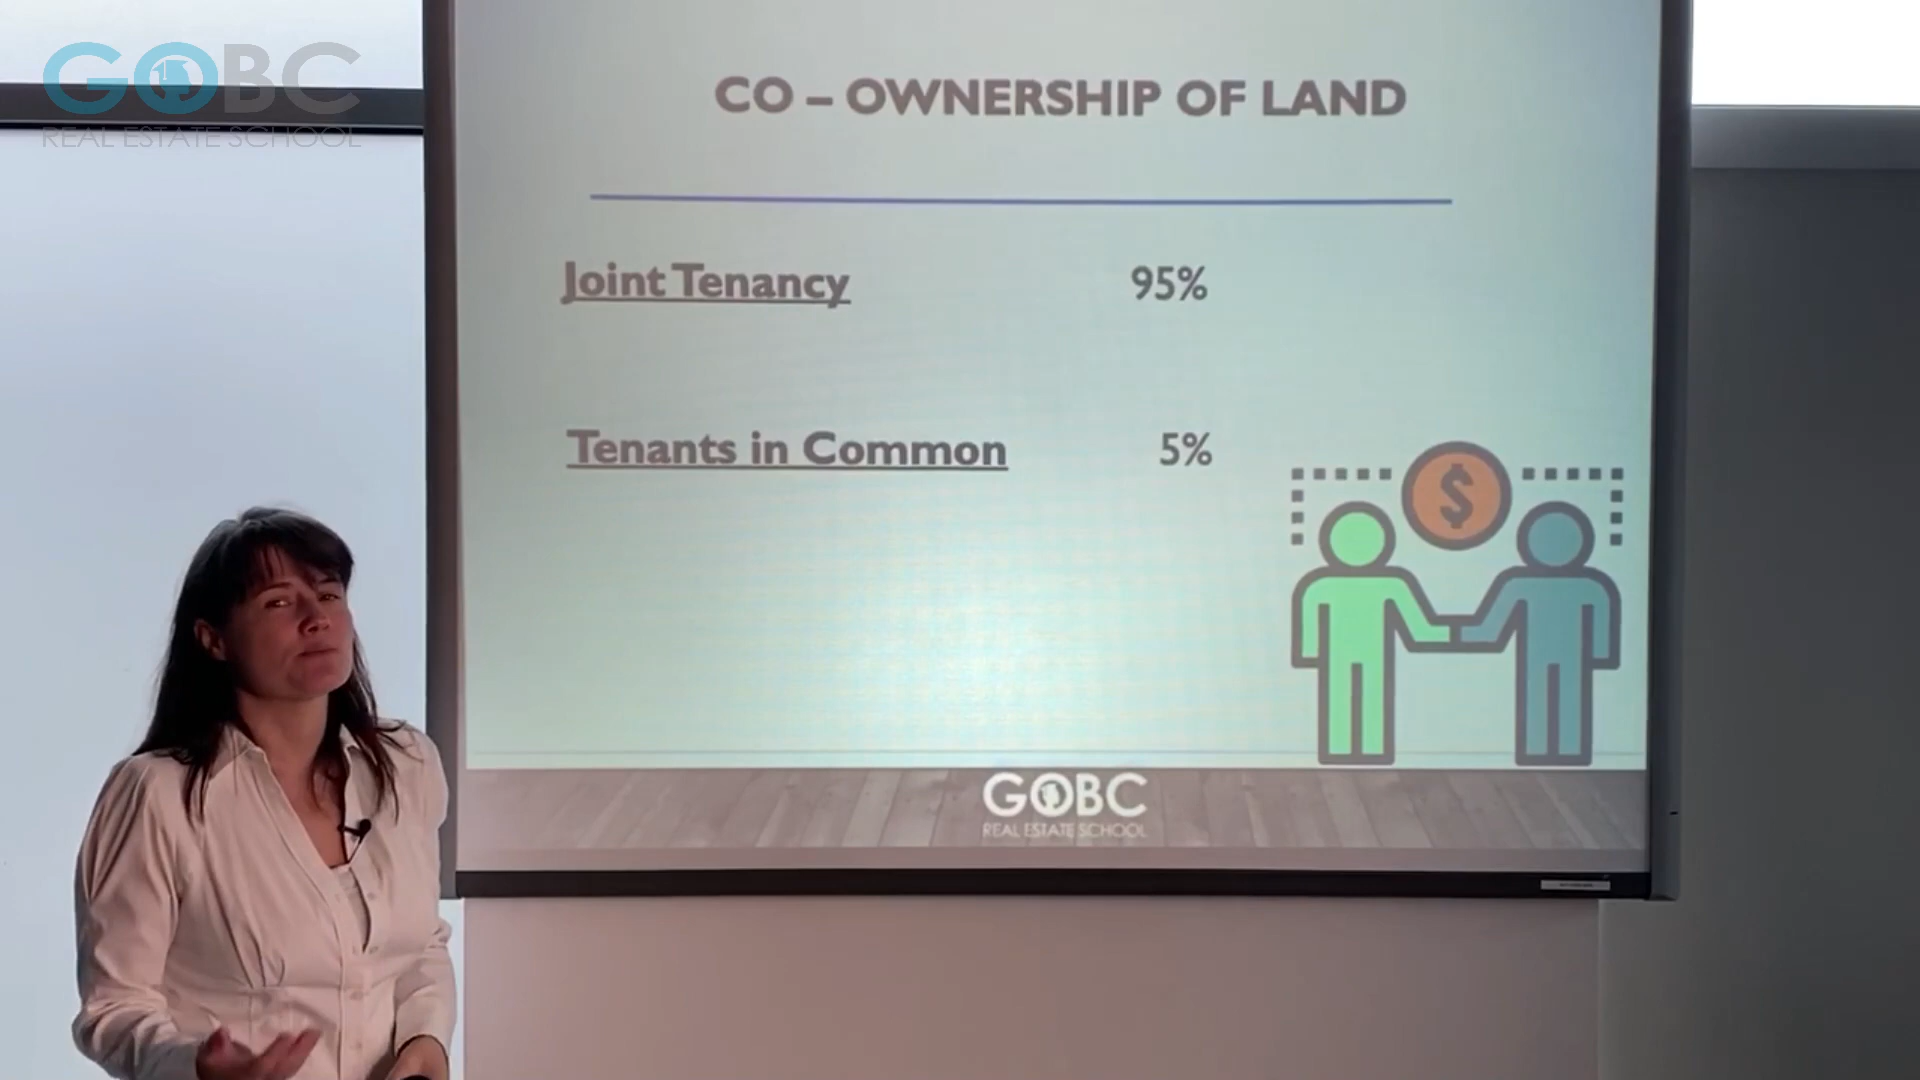 GOBC
REAL ESTATE SCHOOL
CO – OWNERSHIP OF LAND
Joint Tenancy 95%
Tenants in Common 5%
$
GOBC
REAL ESTATE SCHOOL